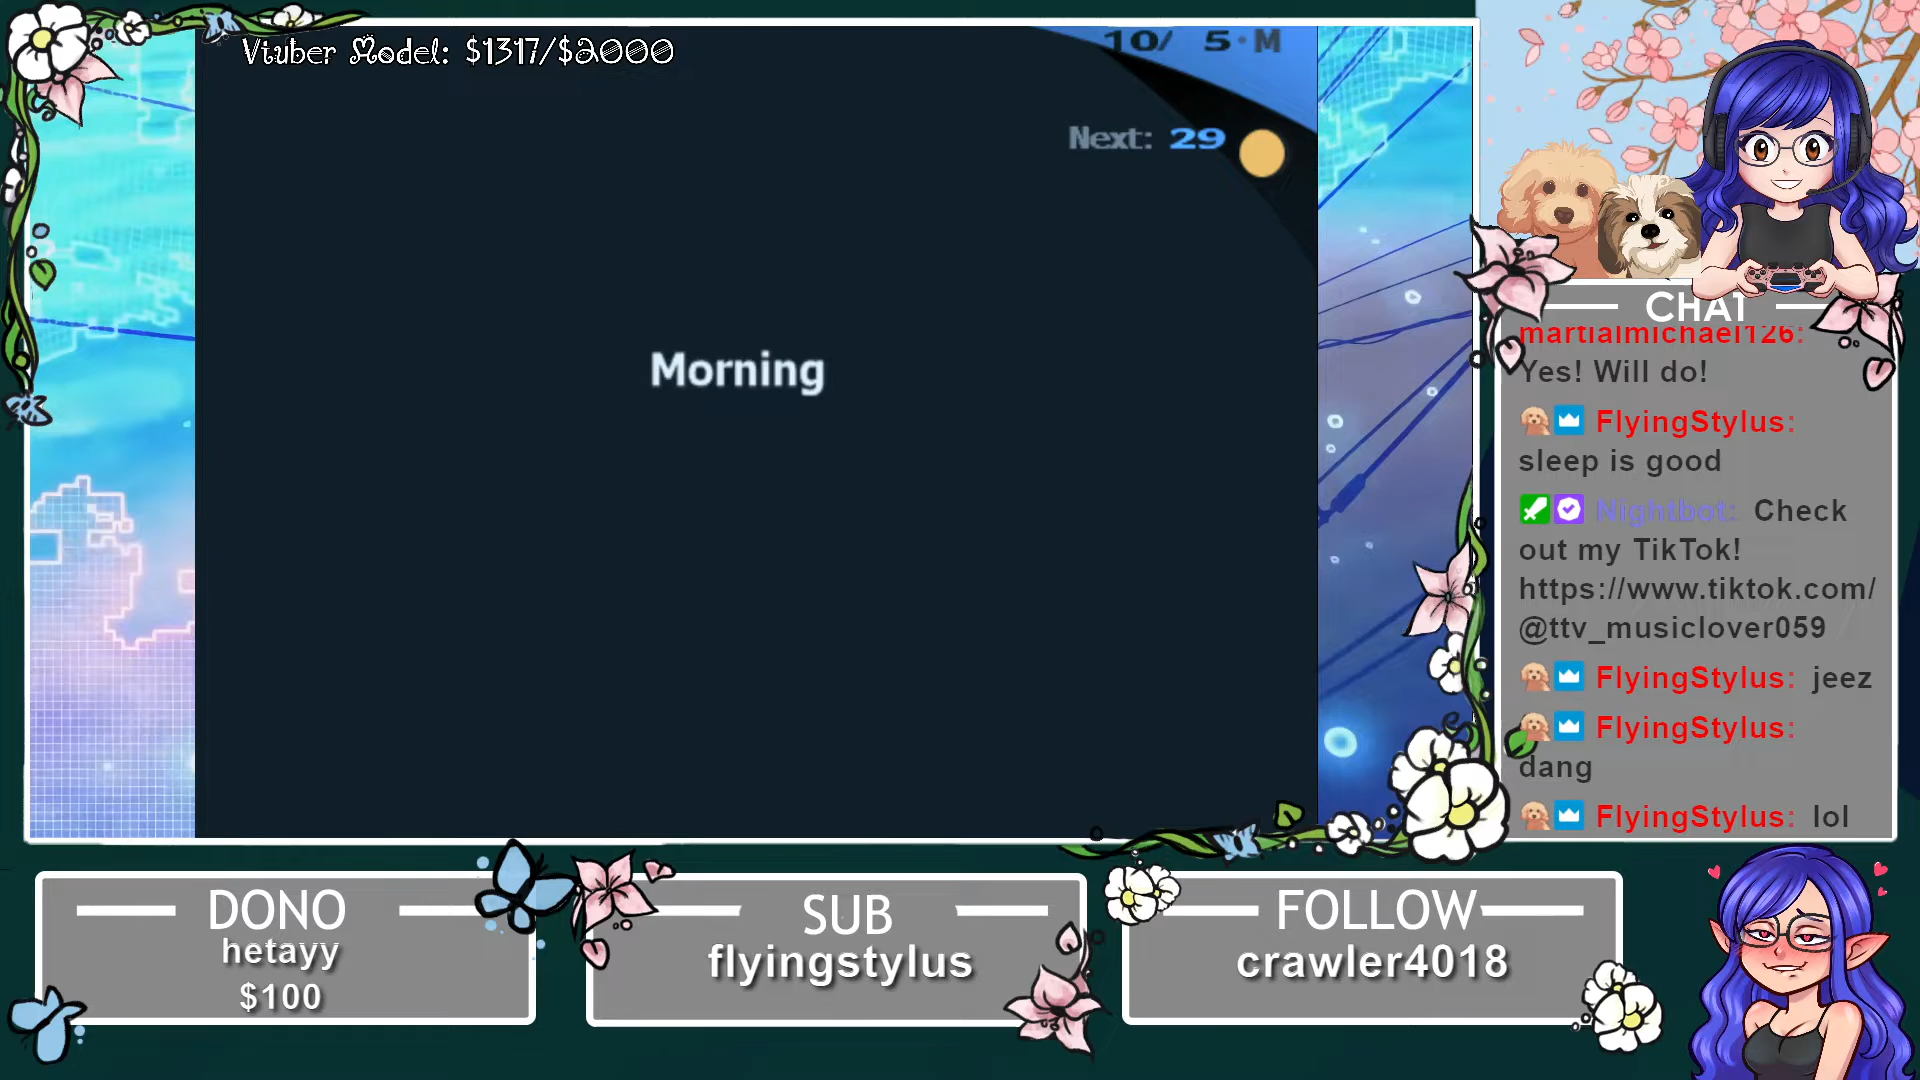 Vtuber Model: $1317/$2000
10/ 5·M
Next: 29
Morning
CHAT
martialmichael126:
Yes! Will do!
FlyingStylus:
sleep is good
Nightbot: Check
out my TikTok!
https://www.tiktok.com/
@ttv_musiclover059
FlyingStylus: jeez
FlyingStylus:
dang
FlyingStylus: lol
DONO
hetayy
$100
SUB
flyingstylus
FOLLOW
crawler4018